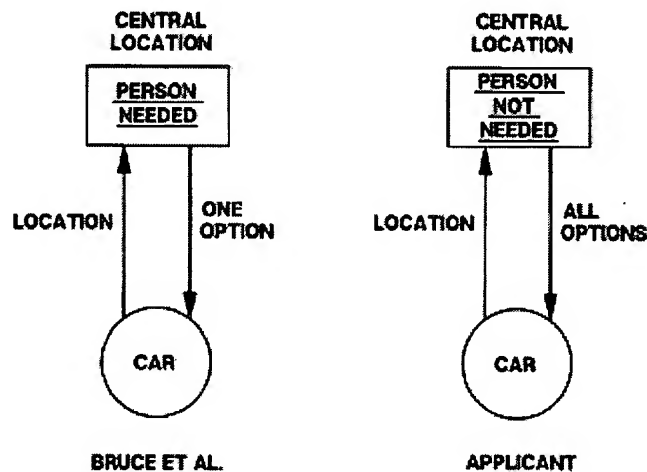 CENTRAL
LOCATION
PERSON
NEEDED
LOCATION
ONE
OPTION
CAR
BRUCE ET AL.
CENTRAL
LOCATION
PERSON
NOT
NEEDED
LOCATION
ALL
OPTIONS
CAR
APPLICANT